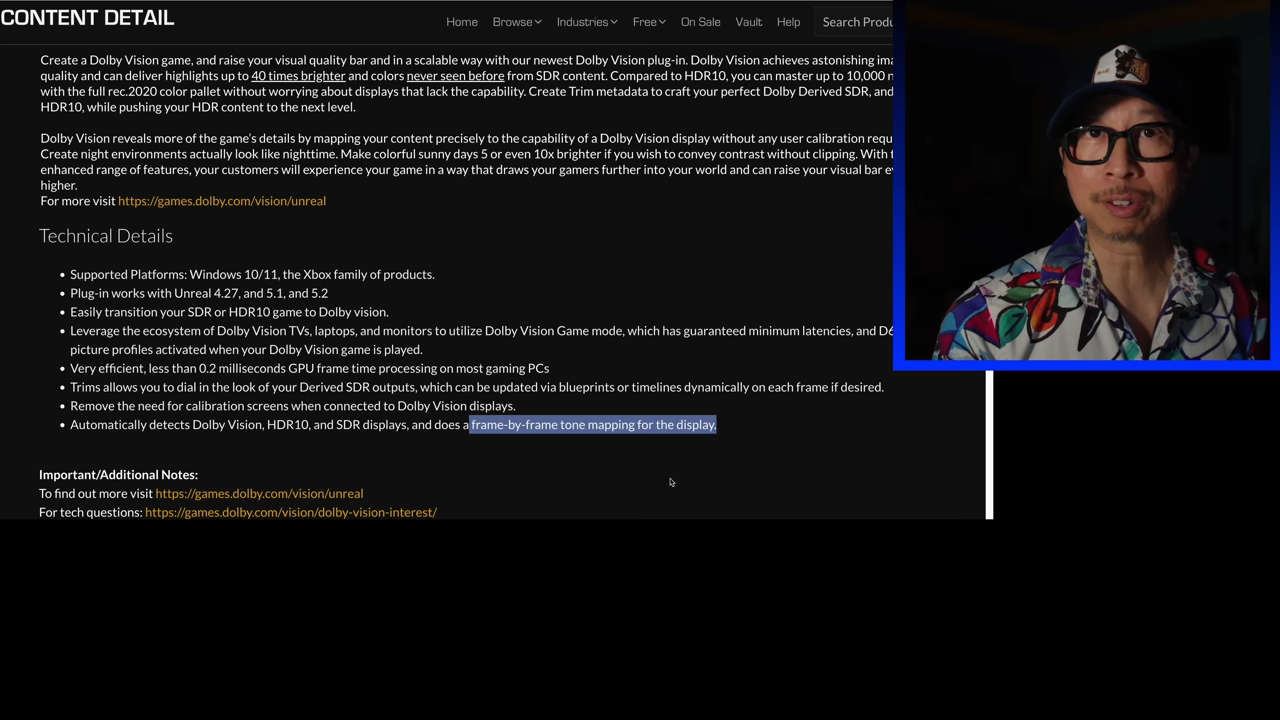 CONTENT DETAIL
Home Browse Industries Free On Sale Vault Help Search Produ
Create a Dolby Vision game, and raise your visual quality bar and in a scalable way with our newest Dolby Vision plug-in. Dolby Vision achieves astonishing ima
quality and can deliver highlights up to 40 times brighter and colors never seen before from SDR content. Compared to HDR10, you can master up to 10,000 n
with the full rec.2020 color pallet without worrying about displays that lack the capability. Create Trim metadata to craft your perfect Dolby Derived SDR, and
HDR10, while pushing your HDR content to the next level.
Dolby Vision reveals more of the game's details by mapping your content precisely to the capability of a Dolby Vision display without any user calibration requ
Create night environments actually look like nighttime. Make colorful sunny days 5 or even 10x brighter if you wish to convey contrast without clipping. With t
enhanced range of features, your customers will experience your game in a way that draws your gamers further into your world and can raise your visual bar ev
higher.
For more visit https://games.dolby.com/vision/unreal
Technical Details
• Supported Platforms: Windows 10/11, the Xbox family of products.
• Plug-in works with Unreal 4.27, and 5.1, and 5.2
• Easily transition your SDR or HDR10 game to Dolby vision.
• Leverage the ecosystem of Dolby Vision TVs, laptops, and monitors to utilize Dolby Vision Game mode, which has guaranteed minimum latencies, and D6
picture profiles activated when your Dolby Vision game is played.
• Very efficient, less than 0.2 milliseconds GPU frame time processing on most gaming PCs
• Trims allows you to dial in the look of your Derived SDR outputs, which can be updated via blueprints or timelines dynamically on each frame if desired.
• Remove the need for calibration screens when connected to Dolby Vision displays.
• Automatically detects Dolby Vision, HDR10, and SDR displays, and does a frame-by-frame tone mapping for the display.
Important/Additional Notes:
To find out more visit https://games.dolby.com/vision/unreal
For tech questions: https://games.dolby.com/vision/dolby-vision-interest/